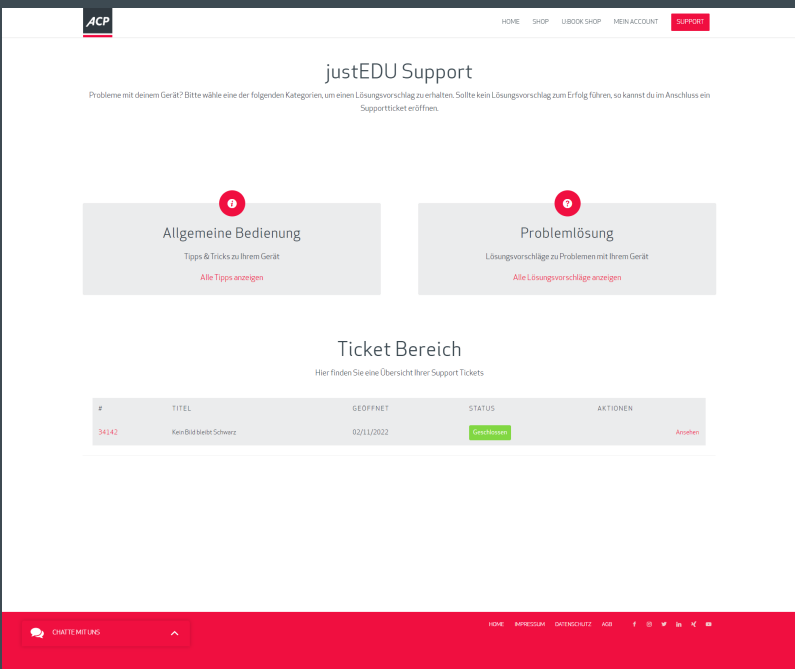 ACP
HOME SHOP U:BOOK SHOP MEIN ACCOUNT SUPPORT
justEDU Support
Probleme mit deinem Gerät? Bitte wähle eine der folgenden Kategorien, um einen Lösungsvorschlag zu erhalten. Sollte kein Lösungsvorschlag zum Erfolg führen, so kannst du im Anschluss ein
Supportticket eröffnen.
Allgemeine Bedienung
Tipps & Tricks zu Ihrem Gerät
Alle Tipps anzeigen
Problemlösung
Lösungsvorschläge zu Problemen mit Ihrem Gerät
Alle Lösungsvorschläge anzeigen
Ticket Bereich
Hier finden Sie eine Übersicht Ihrer Support Tickets
# TITEL GEÖFFNET STATUS AKTIONEN
34142 Kein Bild bleibt Schwarz 02/11/2022 Geschlossen Ansehen
CHATTE MIT UNS
HOME IMPRESSUM DATENSCHUTZ AGB